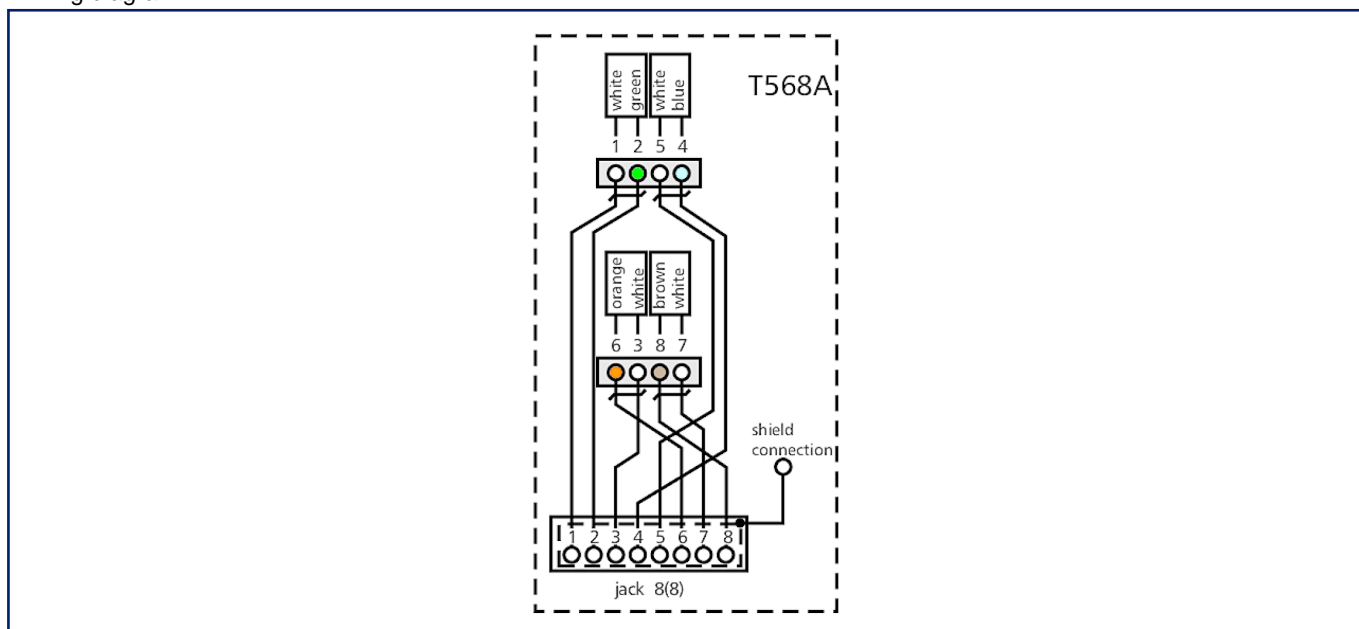 T568A
white green white blue
1 2 5 4
orange white brown white
6 3 8 7
shield
connection
1 2 3 4 5 6 7 8
jack 8(8)